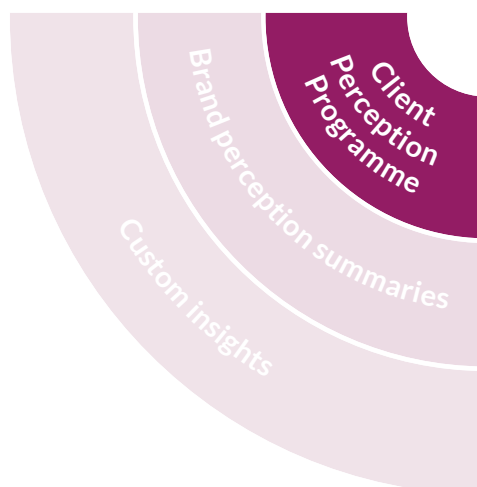 Client
Perception
Programme
Brand perception summaries
Custom insights